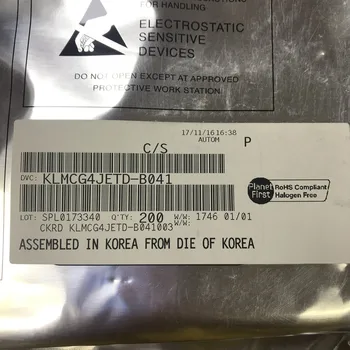 FOR HANDLING
ELECTROSTATIC
SENSITIVE
DEVICES
DO NOT OPEN EXCEPT AT APPROVED
PROTECTIVE WORK STATION.
17/11/16 16:38
AUTOM P
C/S
DVC: KLMCG4JETD-B041
Planet First RoHS Compliant
Halogen Free
LOT: SPL0173340 Q'TY: 200 W/W: 1746 01/01
CKRD KLMCG4JETD-B041003 W/W:
ASSEMBLED IN KOREA FROM DIE OF KOREA